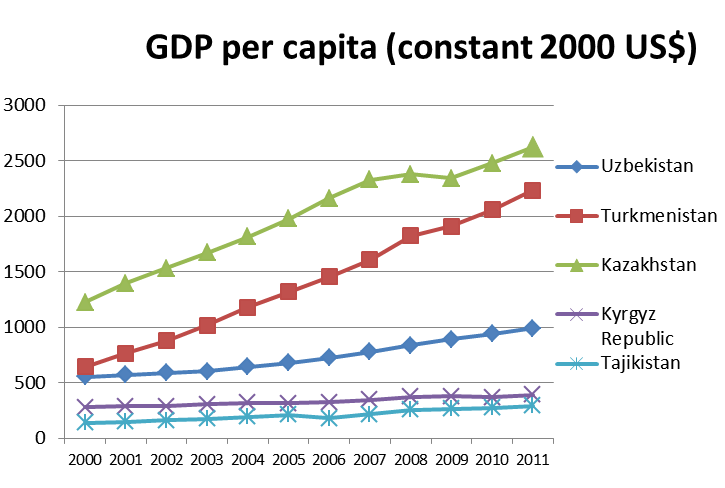 GDP per capita (constant 2000 US$)
3000
2500
2000
1500
1000
500
0
2000 2001 2002 2003 2004 2005 2006 2007 2008 2009 2010 2011
Uzbekistan
Turkmenistan
Kazakhstan
Kyrgyz
Republic
Tajikistan